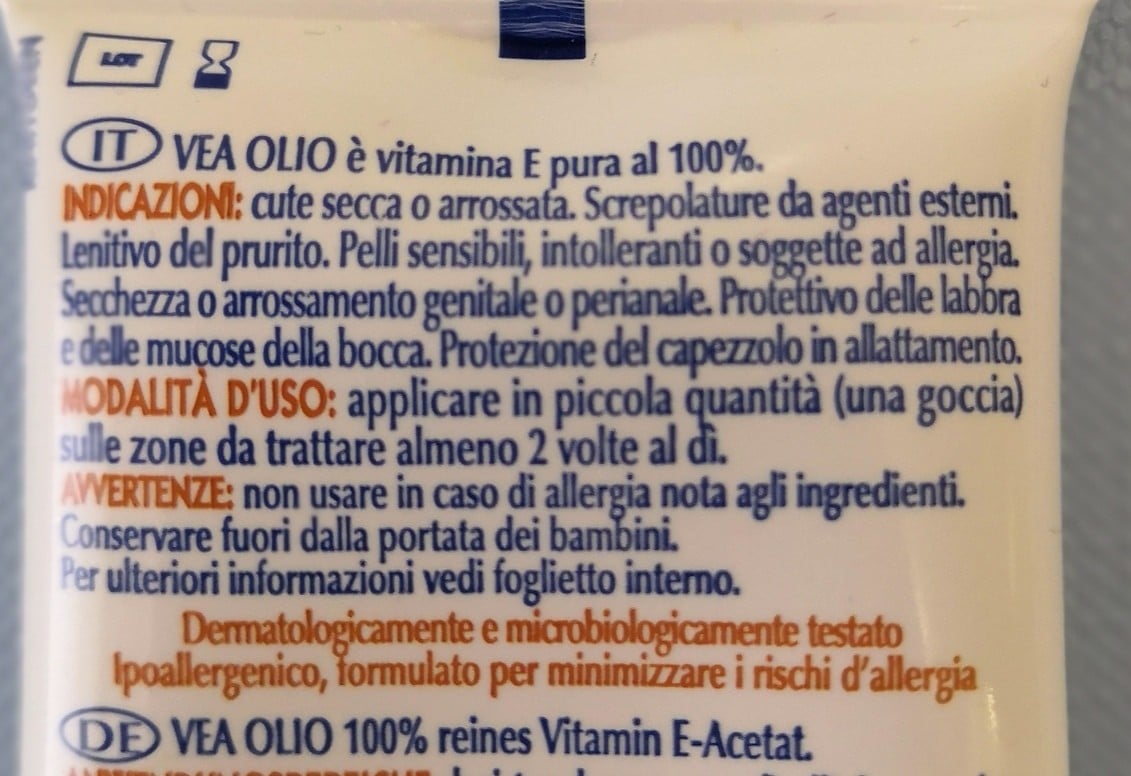 LOT
IT VEA OLIO è vitamina E pura al 100%.
INDICAZIONI: cute secca o arrossata. Screpolature da agenti esterni.
Lenitivo del prurito. Pelli sensibili, intolleranti o soggette ad allergia.
Secchezza o arrossamento genitale o perianale. Protettivo delle labbra
e delle mucose della bocca. Protezione del capezzolo in allattamento.
MODALITÀ D'USO: applicare in piccola quantità (una goccia)
sulle zone da trattare almeno 2 volte al dì.
AVVERTENZE: non usare in caso di allergia nota agli ingredienti.
Conservare fuori dalla portata dei bambini.
Per ulteriori informazioni vedi foglietto interno.
Dermatologicamente e microbiologicamente testato
Ipoallergenico, formulato per minimizzare i rischi d'allergia
DE VEA OLIO 100% reines Vitamin E-Acetat.